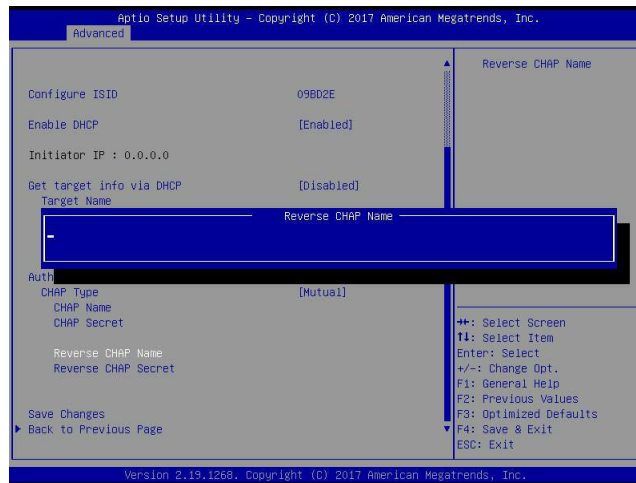 Aptio Setup Utility – Copyright (C) 2017 American Megatrends, Inc.
Advanced
Reverse CHAP Name
Configure ISID 09BD2E
Enable DHCP [Enabled]
Initiator IP : 0.0.0.0
Get target info via DHCP [Disabled]
Target Name
Reverse CHAP Name
Auth
CHAP Type [Mutual]
CHAP Name
CHAP Secret
Reverse CHAP Name
Reverse CHAP Secret
Save Changes
Back to Previous Page
→←: Select Screen
↑↓: Select Item
Enter: Select
+/-: Change Opt.
F1: General Help
F2: Previous Values
F3: Optimized Defaults
F4: Save & Exit
ESC: Exit
Version 2.19.1268. Copyright (C) 2017 American Megatrends, Inc.